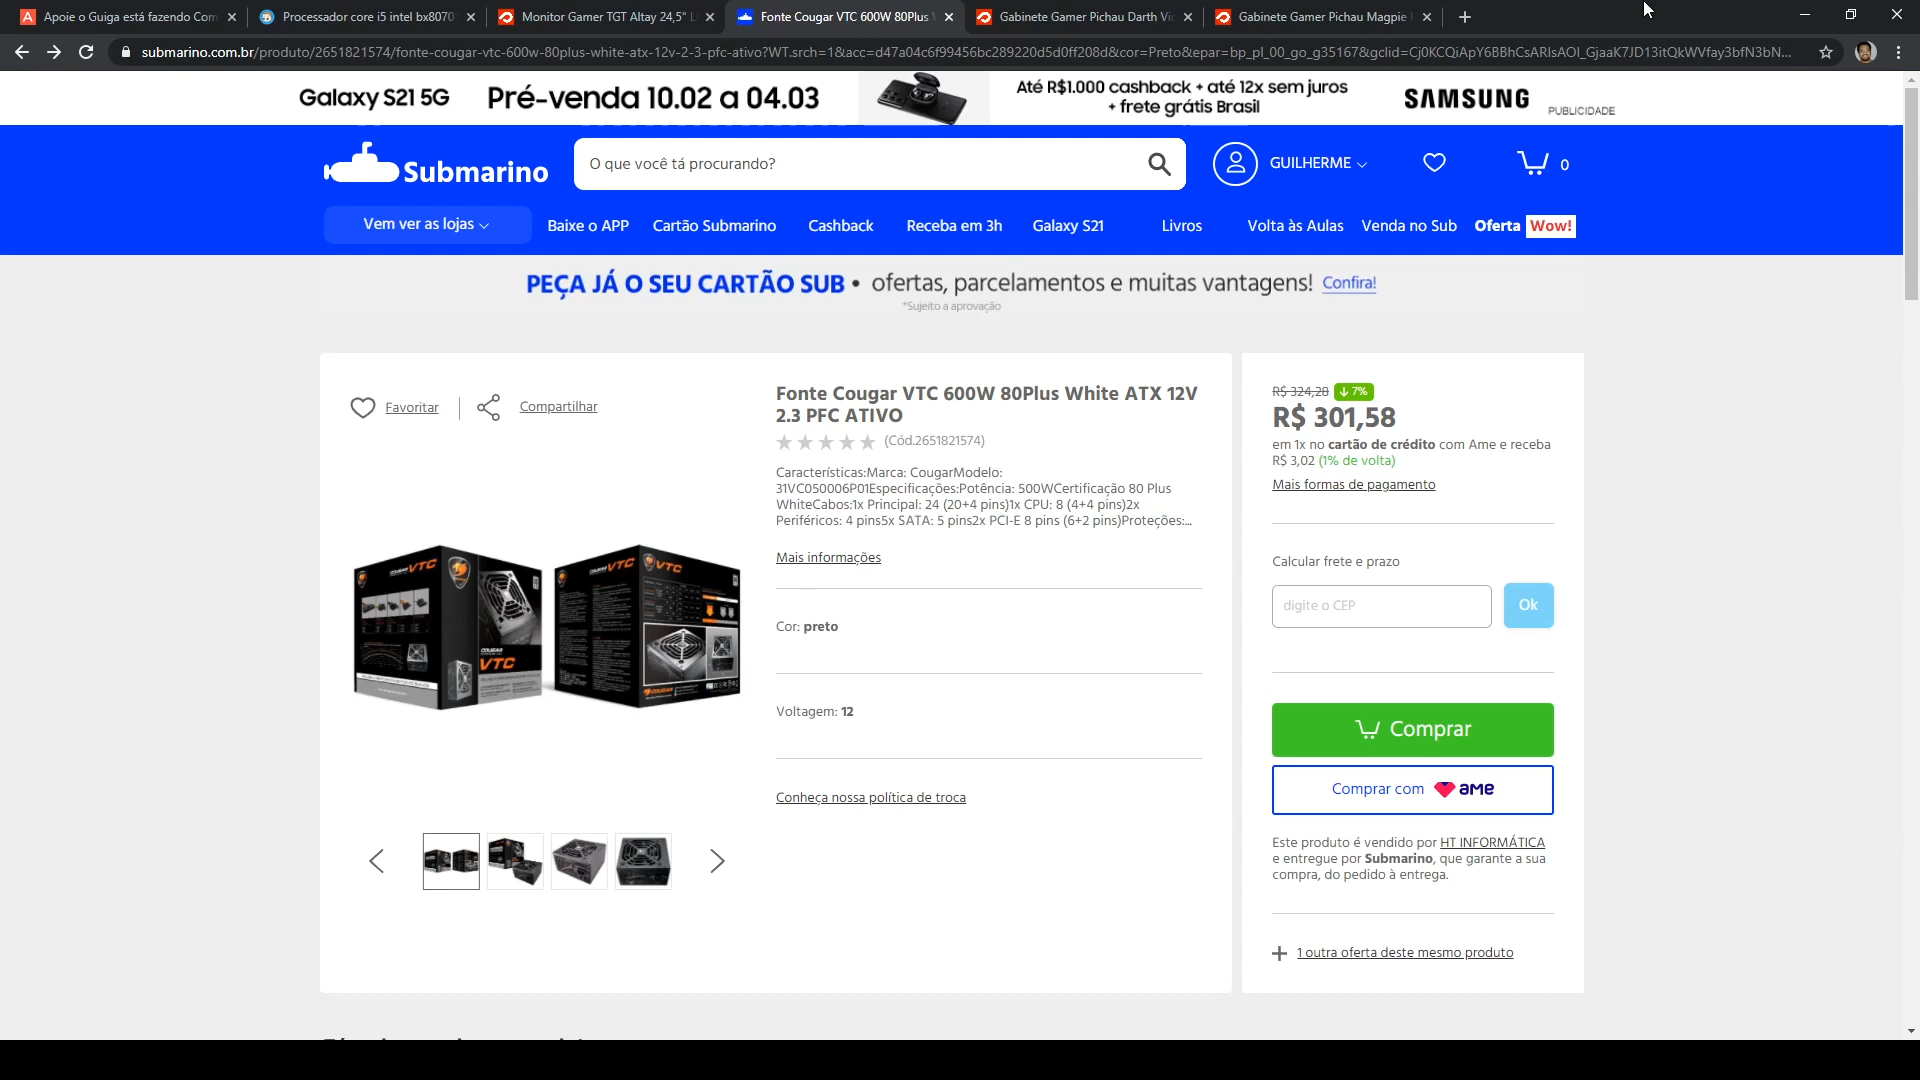 Apoie o Guiga está fazendo Com
Processador core i5 intel bx8070
Monitor Gamer TGT Altay 24,5" L
Fonte Cougar VTC 600W 80Plus
Gabinete Gamer Pichau Darth Vi
Gabinete Gamer Pichau Magpie
submarino.com.br/produto/2651821574/fonte-cougar-vtc-600w-80plus-white-atx-12v-2-3-pfc-ativo?WT.srch=1&acc=d47a04c6f99456bc289220d5d0ff208d&cor=Preto&epar=bp_pl_00_go_g35167&gclid=Cj0KCQiApY6BBhCsARIsAOI_GjaaK7JD13itQkWVfay3bfN3bN...
Galaxy S21 5G Pré-venda 10.02 a 04.03
Até R$1.000 cashback + até 12x sem juros
+ frete grátis Brasil
SAMSUNG
PUBLICIDADE
Submarino
O que você tá procurando?
GUILHERME
0
Vem ver as lojas
Baixe o APP
Cartão Submarino
Cashback
Receba em 3h
Galaxy S21
Livros
Volta às Aulas
Venda no Sub
Oferta Wow!
PEÇA JÁ O SEU CARTÃO SUB • ofertas, parcelamentos e muitas vantagens! Confira!
*Sujeito a aprovação
Favoritar
Compartilhar
Fonte Cougar VTC 600W 80Plus White ATX 12V
2.3 PFC ATIVO
(Cód.2651821574)
Características:Marca: CougarModelo:
31VC050006P01Especificações:Potência: 500WCertificação 80 Plus
WhiteCabos:1x Principal: 24 (20+4 pins)1x CPU: 8 (4+4 pins)2x
Periféricos: 4 pins5x SATA: 5 pins2x PCI-E 8 pins (6+2 pins)Proteções:...
Mais informações
Cor: preto
Voltagem: 12
Conheça nossa política de troca
COUGAR VTC
COUGAR
VTC
COUGAR VTC
VTC
COUGAR
R$ 324,28 7%
R$ 301,58
em 1x no cartão de crédito com Ame e receba
R$ 3,02 (1% de volta)
Mais formas de pagamento
Calcular frete e prazo
digite o CEP
Ok
Comprar
Comprar com ame
Este produto é vendido por HT INFORMÁTICA
e entregue por Submarino, que garante a sua
compra, do pedido à entrega.
1 outra oferta deste mesmo produto